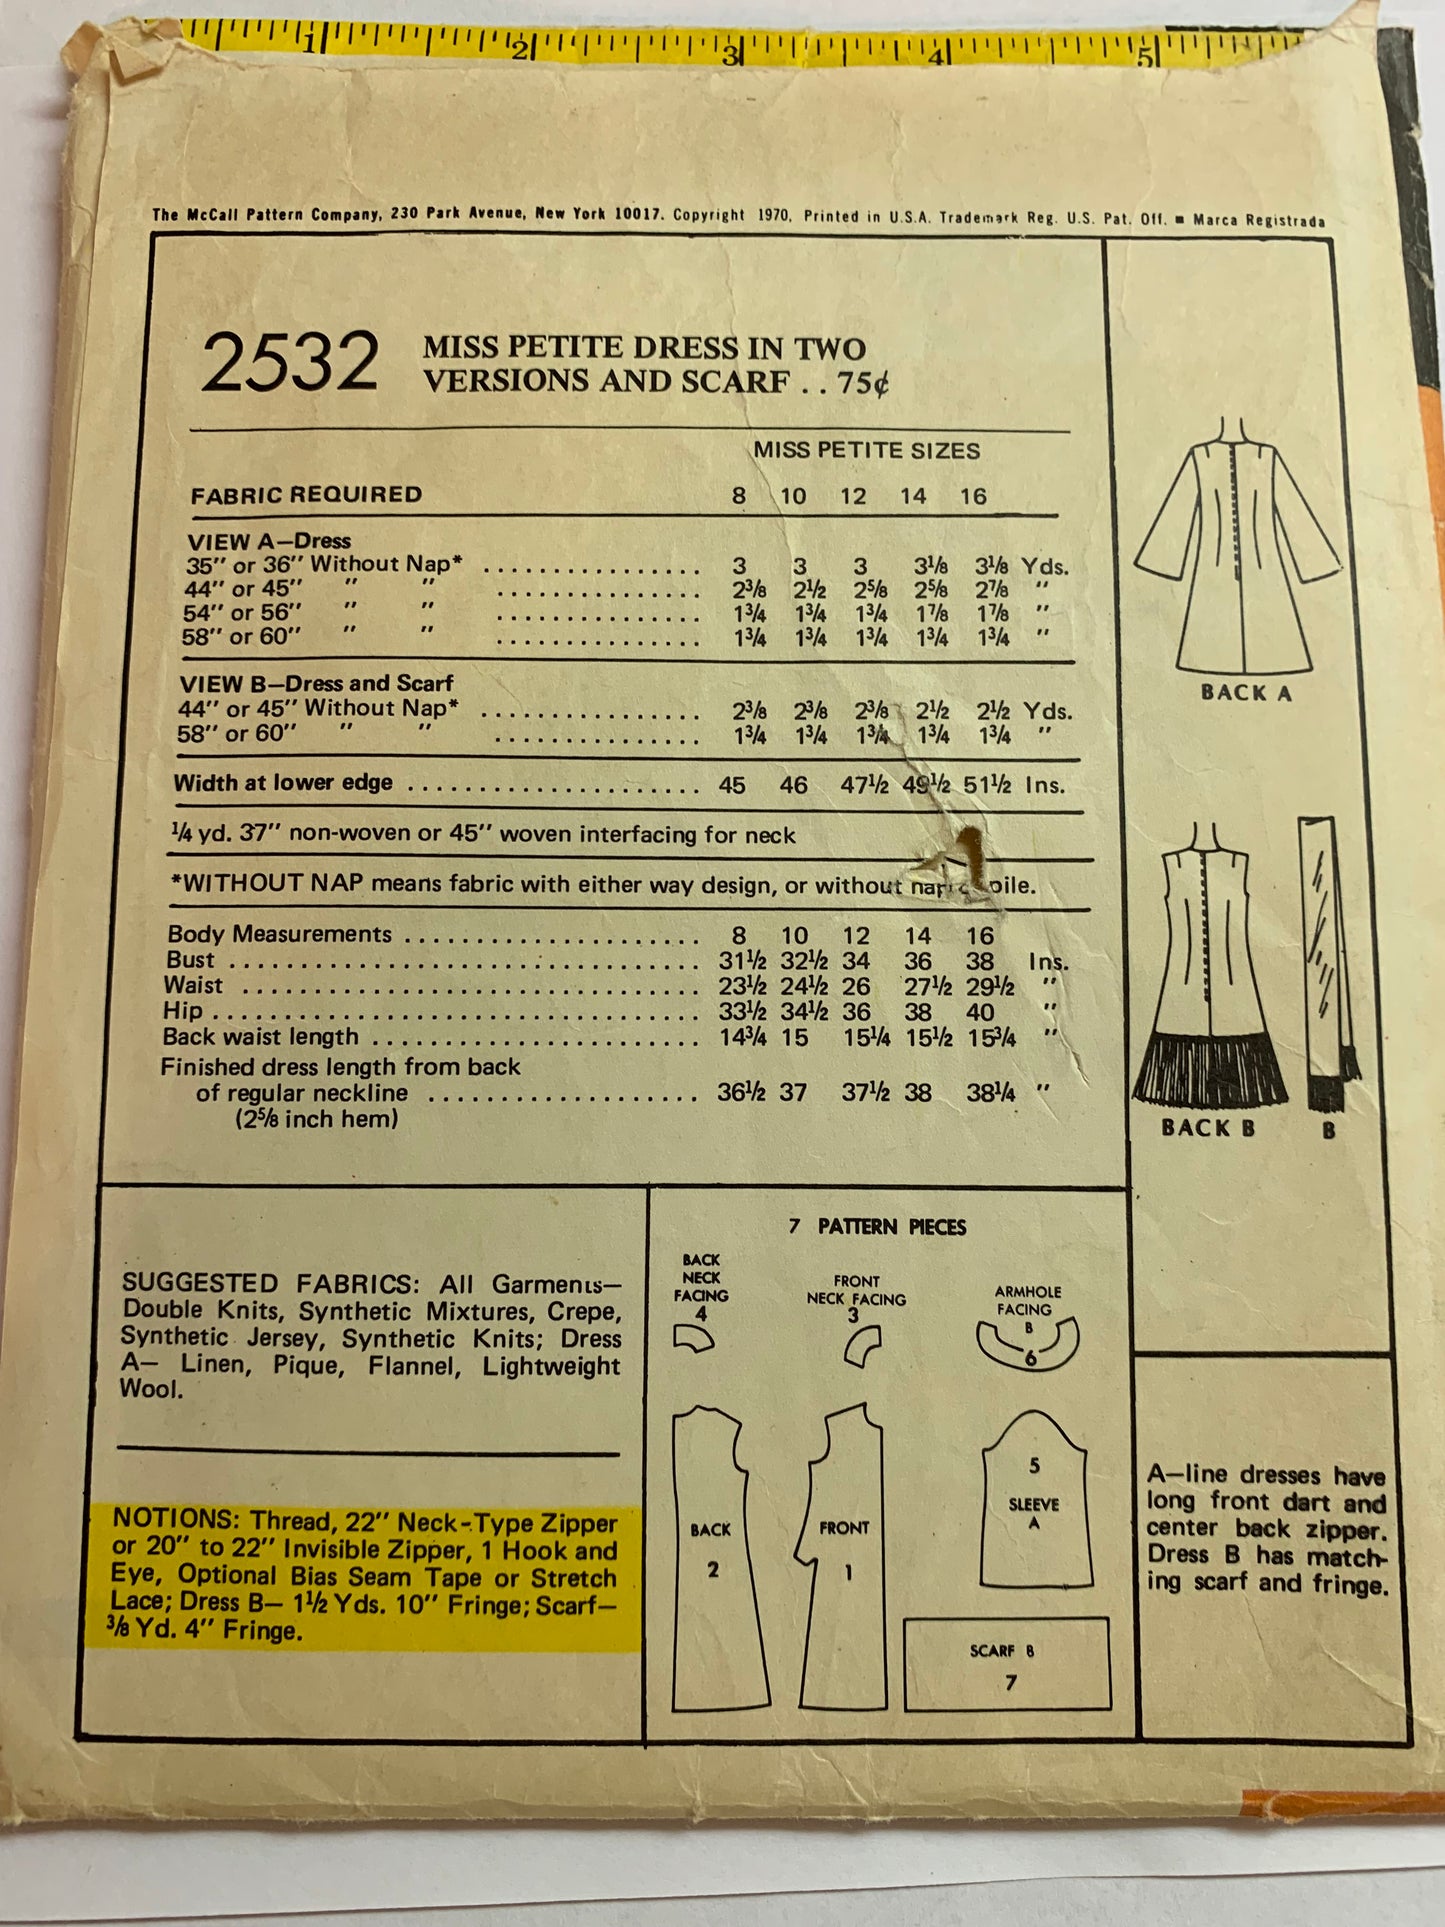 1 2 3 4 5
The McCall Pattern Company, 230 Park Avenue, New York 10017. Copyright 1970, Printed in U.S.A. Trademark Reg. U.S. Pat. Off. ■ Marca Registrada
2532 MISS PETITE DRESS IN TWO
VERSIONS AND SCARF . . 75¢
MISS PETITE SIZES
FABRIC REQUIRED 8 10 12 14 16
VIEW A—Dress
35" or 36" Without Nap* ................ 3 3 3 3⅛ 3⅛ Yds.
44" or 45" " " .............. 2⅜ 2½ 2⅝ 2⅝ 2⅞ "
54" or 56" " " .............. 1¾ 1¾ 1¾ 1⅞ 1⅞ "
58" or 60" " " .............. 1¾ 1¾ 1¾ 1¾ 1¾ "
VIEW B—Dress and Scarf
44" or 45" Without Nap* ................ 2⅜ 2⅜ 2⅜ 2½ 2½ Yds.
58" or 60" " " .............. 1¾ 1¾ 1¾ 1¾ 1¾ "
Width at lower edge ..................... 45 46 47½ 49½ 51½ Ins.
¼ yd. 37" non-woven or 45" woven interfacing for neck
*WITHOUT NAP means fabric with either way design, or without nap pile.
Body Measurements ..................... 8 10 12 14 16
Bust .................................. 31½ 32½ 34 36 38 Ins.
Waist ................................. 23½ 24½ 26 27½ 29½ "
Hip ................................... 33½ 34½ 36 38 40 "
Back waist length ........................ 14¾ 15 15¼ 15½ 15¾ "
Finished dress length from back
of regular neckline .................... 36½ 37 37½ 38 38¼ "
(2⅝ inch hem)
BACK A
BACK B
B
SUGGESTED FABRICS: All Garments—
Double Knits, Synthetic Mixtures, Crepe,
Synthetic Jersey, Synthetic Knits; Dress
A— Linen, Pique, Flannel, Lightweight
Wool.
NOTIONS: Thread, 22" Neck-Type Zipper
or 20" to 22" Invisible Zipper, 1 Hook and
Eye, Optional Bias Seam Tape or Stretch
Lace; Dress B— 1½ Yds. 10" Fringe; Scarf—
⅜ Yd. 4" Fringe.
7 PATTERN PIECES
BACK
NECK
FACING
4
FRONT
NECK FACING
3
ARMHOLE
FACING
B
6
BACK
2
FRONT
1
5
SLEEVE
A
SCARF B
7
A—line dresses have
long front dart and
center back zipper.
Dress B has match-
ing scarf and fringe.